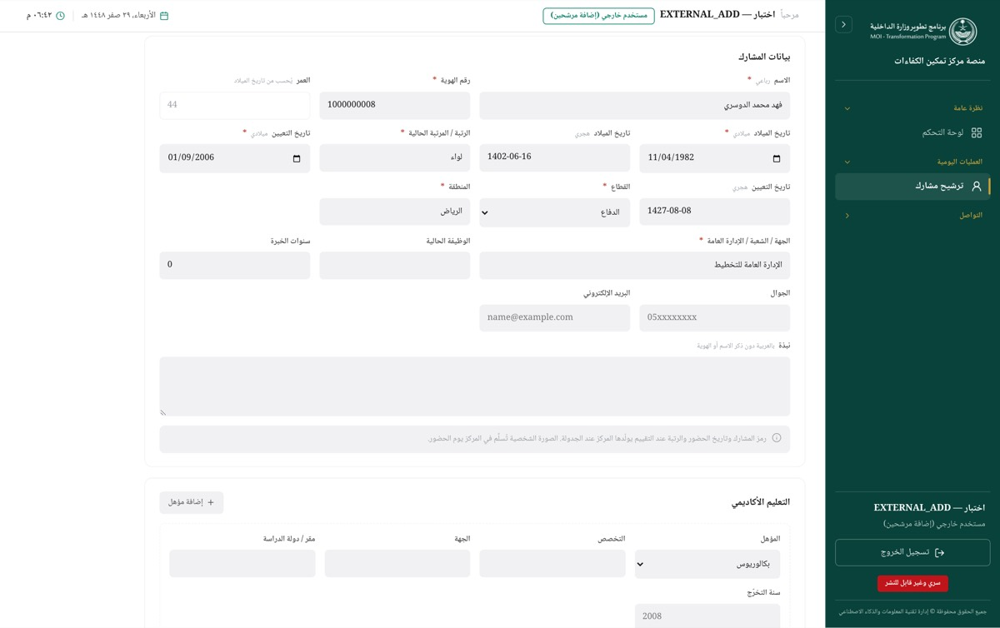 برنامج تطوير وزارة الداخلية
MOI - Transformation Program
منصة مركز تمكين الكفاءات
نظرة عامة
لوحة التحكم
العمليات اليومية
ترشيح مشارك
التواصل
اختبار — EXTERNAL_ADD
مستخدم خارجي (إضافة مرشحين)
تسجيل الخروج
سري وغير قابل للنشر
جميع الحقوق محفوظة © إدارة تقنية المعلومات والذكاء الاصطناعي
مرحباً اختبار — EXTERNAL_ADD مستخدم خارجي (إضافة مرشحين) الأربعاء، ٢٩ صفر ١٤٤٨ هـ ٠٦:٤٢ م
بيانات المشارك
الاسم رباعي * رقم الهوية * العمر يُحسب من تاريخ الميلاد
فهد محمد الدوسري 1000000008 44
تاريخ الميلاد ميلادي * تاريخ الميلاد هجري الرتبة / المرتبة الحالية * تاريخ التعيين ميلادي *
11/04/1982 1402-06-16 لواء 01/09/2006
تاريخ التعيين هجري القطاع * المنطقة *
1427-08-08 الدفاع الرياض
الجهة / الشعبة / الإدارة العامة * الوظيفة الحالية سنوات الخبرة
الإدارة العامة للتخطيط 0
الجوال البريد الإلكتروني
05xxxxxxxx name@example.com
نبذة بالعربية دون ذكر الاسم أو الهوية
رمز المشارك وتاريخ الحضور والرتبة عند التقييم يولّدها المركز عند الجدولة. الصورة الشخصية تُسلَّم في المركز يوم الحضور.
التعليم الأكاديمي + إضافة مؤهل
المؤهل التخصص الجهة مقر / دولة الدراسة
بكالوريوس
سنة التخرّج
2008